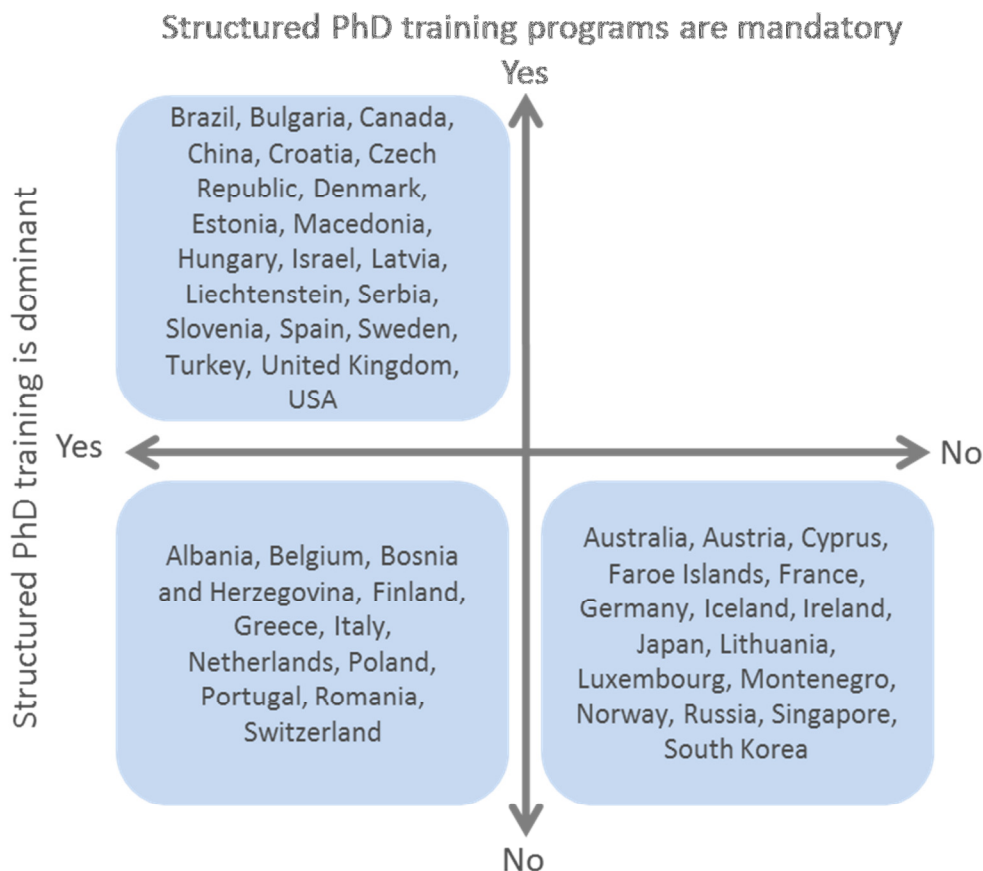 Structured PhD training programs are mandatory
Yes
Brazil, Bulgaria, Canada,
China, Croatia, Czech
Republic, Denmark,
Estonia, Macedonia,
Hungary, Israel, Latvia,
Liechtenstein, Serbia,
Slovenia, Spain, Sweden,
Turkey, United Kingdom,
USA
Structured PhD training is dominant
Yes
No
Albania, Belgium, Bosnia
and Herzegovina, Finland,
Greece, Italy,
Netherlands, Poland,
Portugal, Romania,
Switzerland
Australia, Austria, Cyprus,
Faroe Islands, France,
Germany, Iceland, Ireland,
Japan, Lithuania,
Luxembourg, Montenegro,
Norway, Russia, Singapore,
South Korea
No